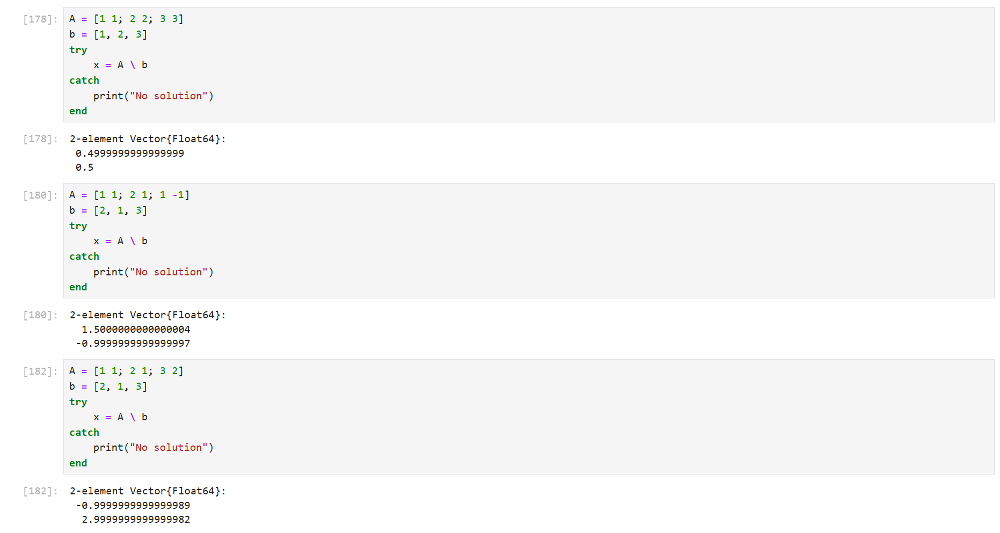 [178]: A = [1 1; 2 2; 3 3]
b = [1, 2, 3]
try
    x = A \ b
catch
    print("No solution")
end
[178]: 2-element Vector{Float64}:
 0.4999999999999999
 0.5
[180]: A = [1 1; 2 1; 1 -1]
b = [2, 1, 3]
try
    x = A \ b
catch
    print("No solution")
end
[180]: 2-element Vector{Float64}:
  1.5000000000000004
 -0.9999999999999997
[182]: A = [1 1; 2 1; 3 2]
b = [2, 1, 3]
try
    x = A \ b
catch
    print("No solution")
end
[182]: 2-element Vector{Float64}:
 -0.9999999999999989
  2.9999999999999982